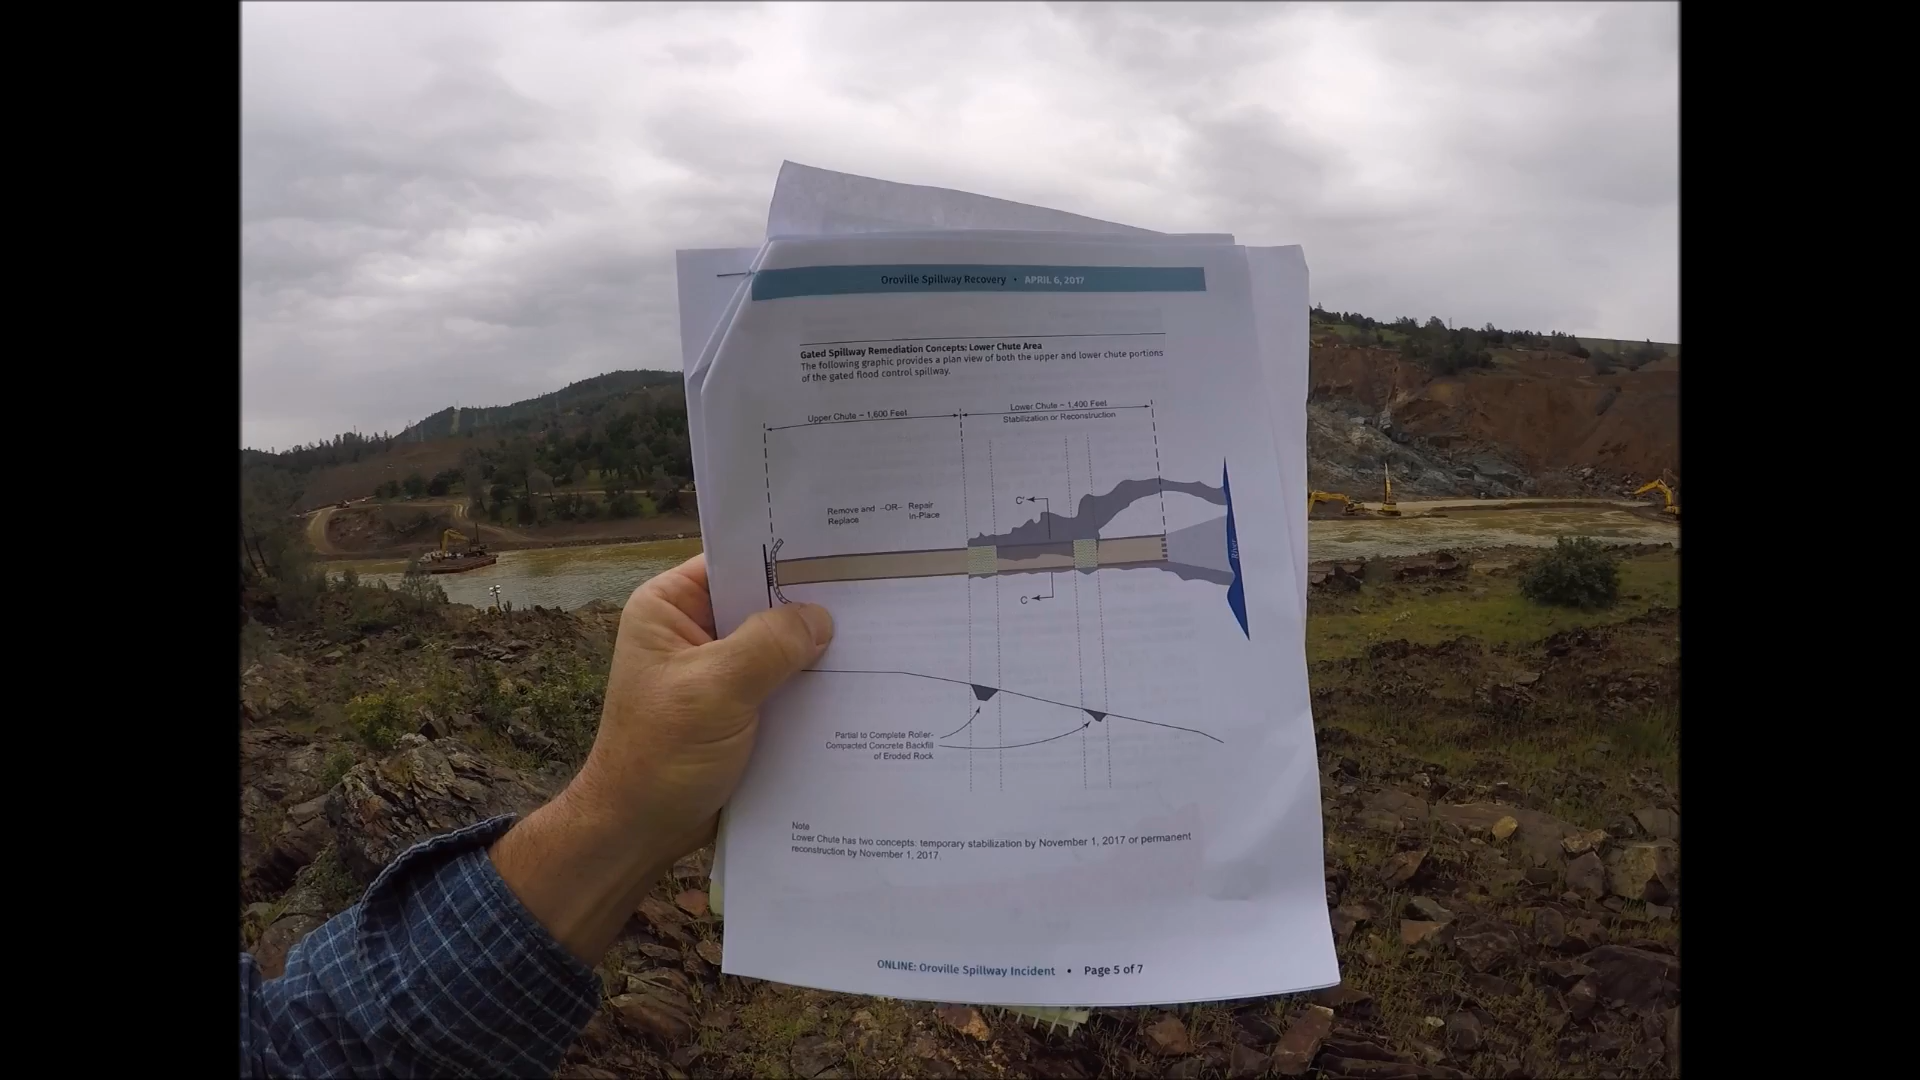 Oroville Spillway Recovery • APRIL 6, 2017
Gated Spillway Remediation Concepts: Lower Chute Area
The following graphic provides a plan view of both the upper and lower chute portions
of the gated flood control spillway.
Upper Chute ~ 1,600 Feet
Lower Chute ~ 1,400 Feet
Stabilization or Reconstruction
Remove and –OR– Repair
Replace In-Place
C'
C
River
Partial to Complete Roller-
Compacted Concrete Backfill
of Eroded Rock
Note
Lower Chute has two concepts: temporary stabilization by November 1, 2017 or permanent
reconstruction by November 1, 2017.
ONLINE: Oroville Spillway Incident • Page 5 of 7